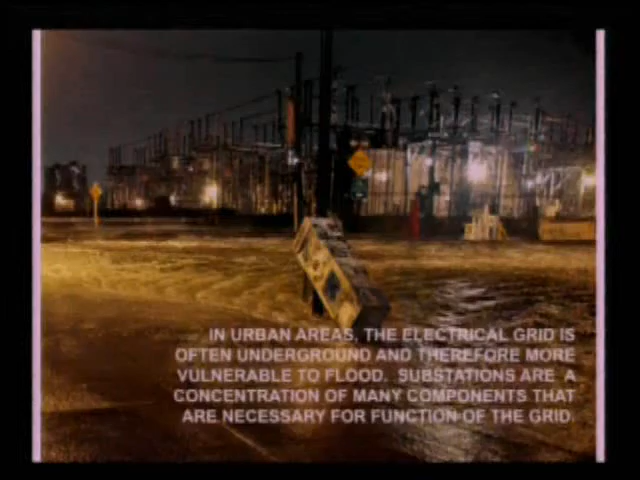 IN URBAN AREAS, THE ELECTRICAL GRID IS
OFTEN UNDERGROUND AND THEREFORE MORE
VULNERABLE TO FLOOD. SUBSTATIONS ARE A
CONCENTRATION OF MANY COMPONENTS THAT
ARE NECESSARY FOR FUNCTION OF THE GRID.